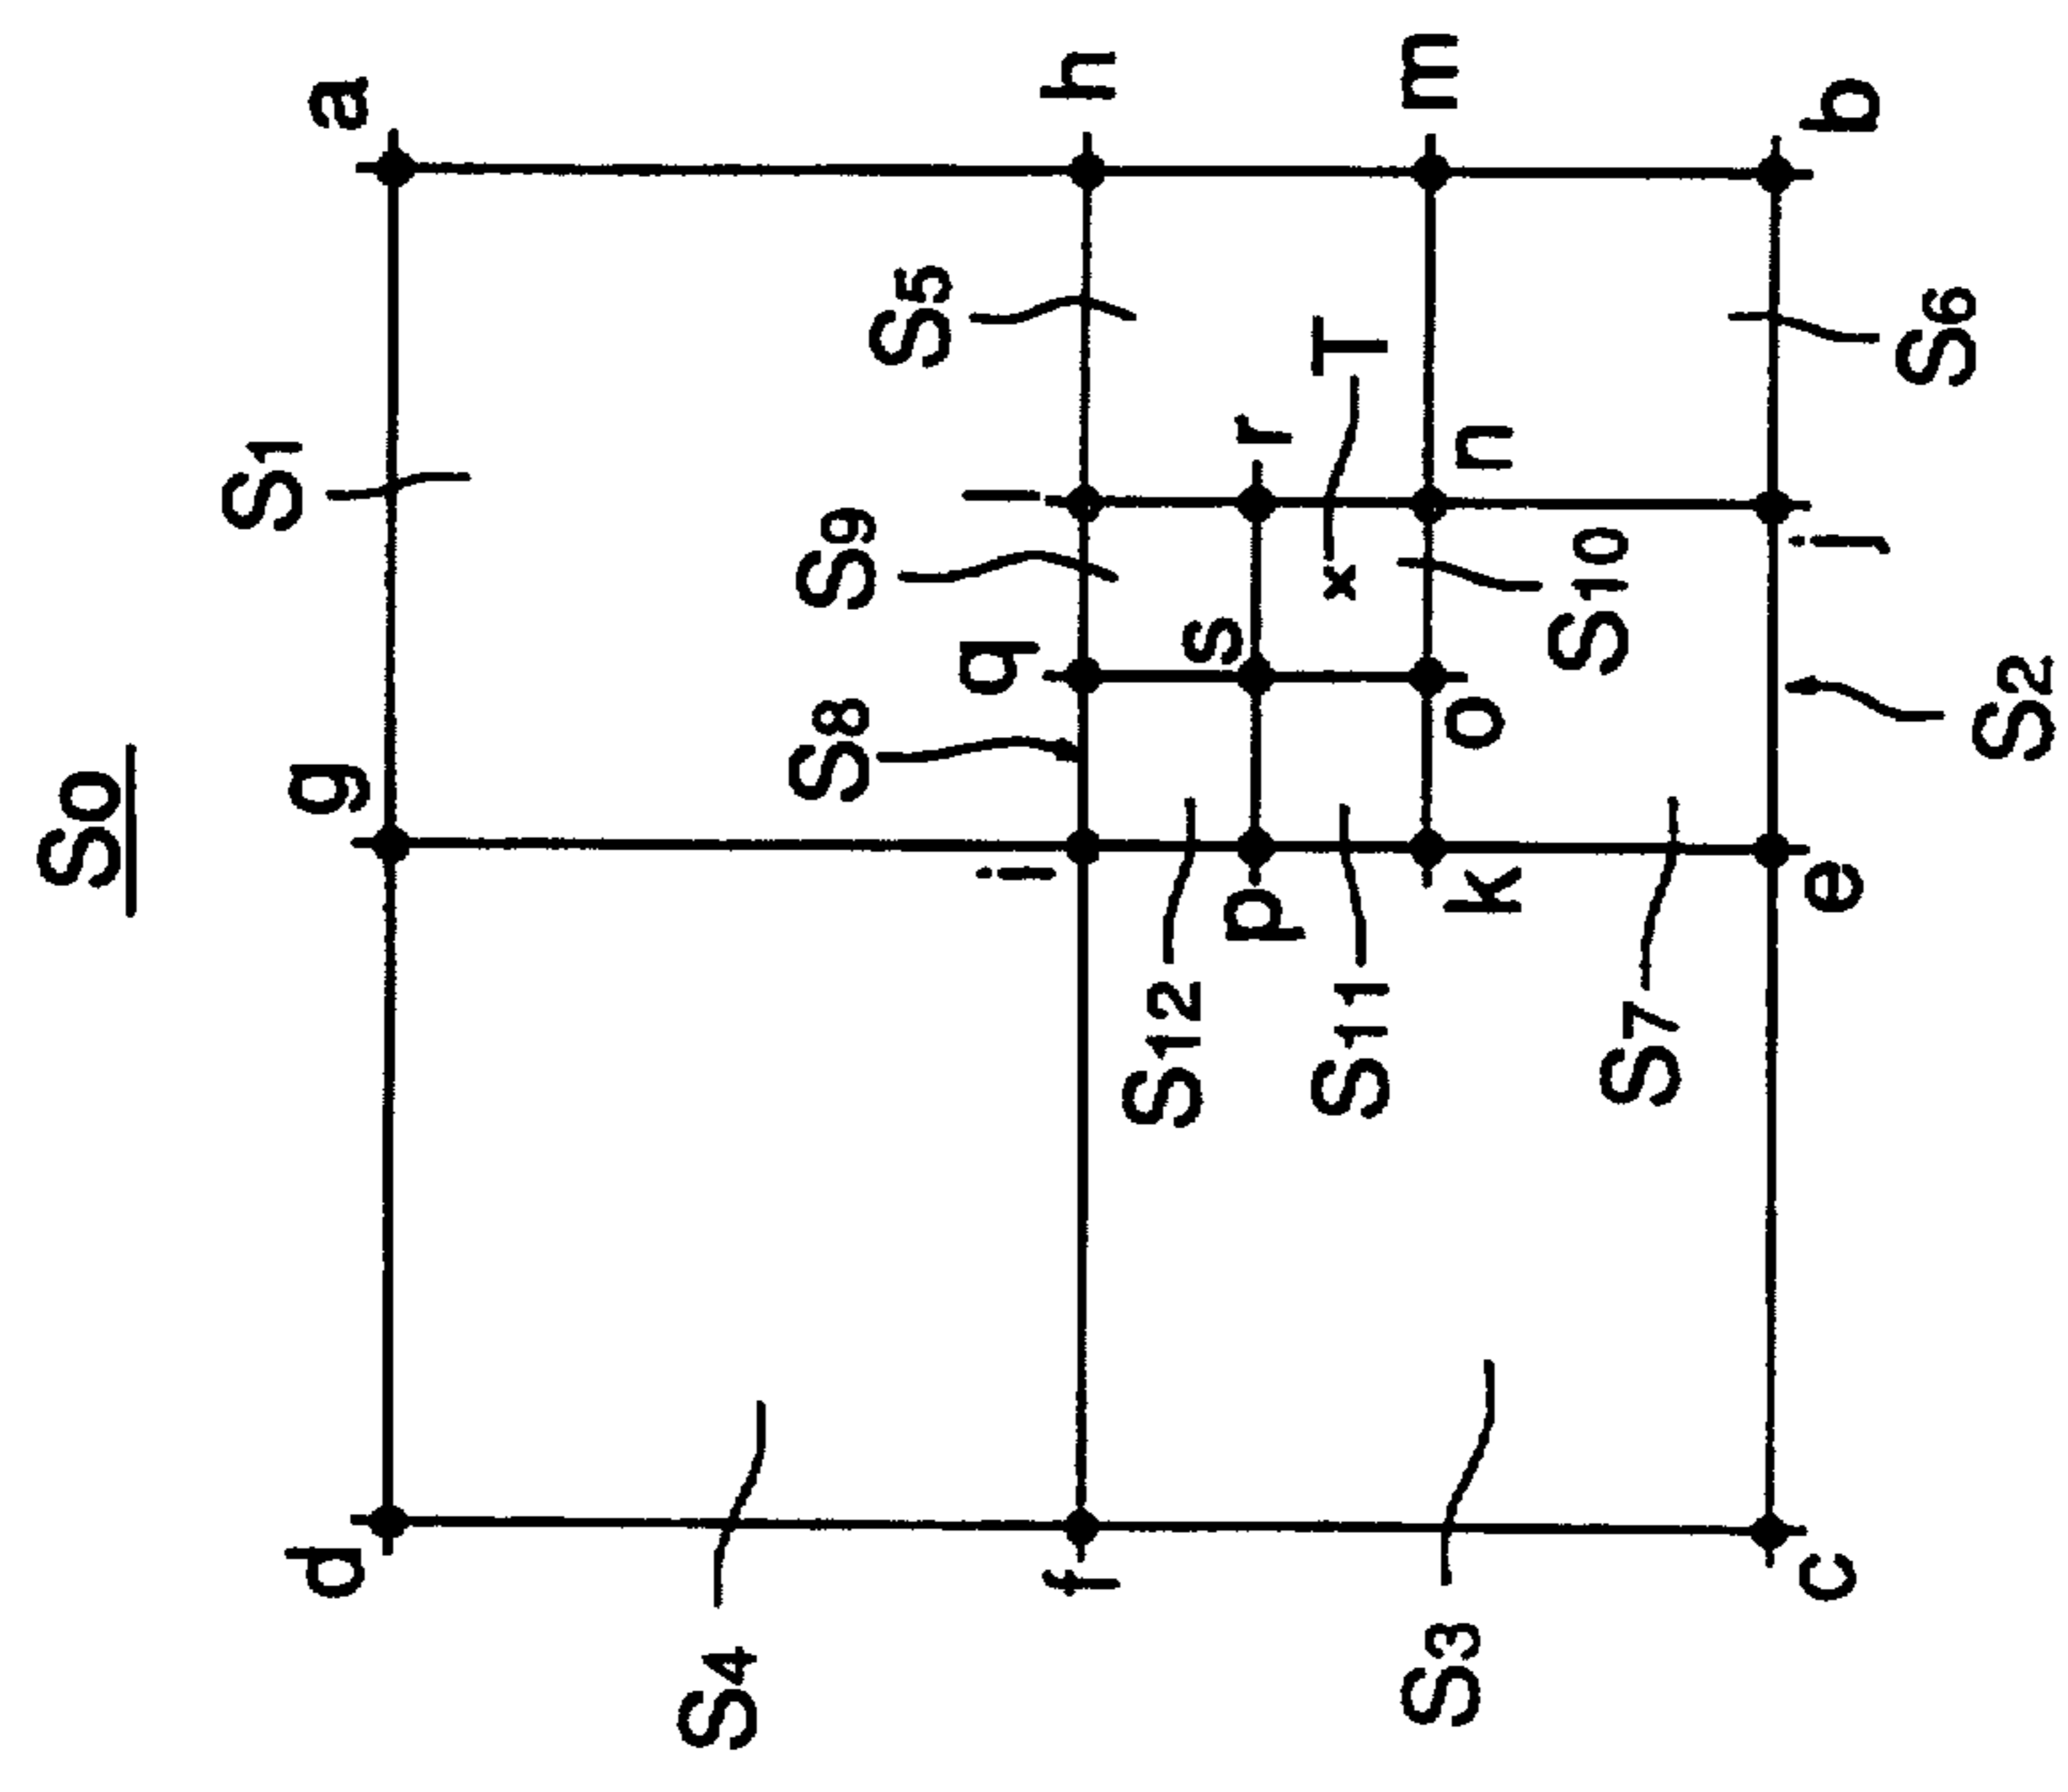 S0
S1
d g a
S4 S8 S9 S5
i q l
f h
S12 s
p r
S11 x T
S3 m
k o n
S10
S7
c e j b
S6
S2